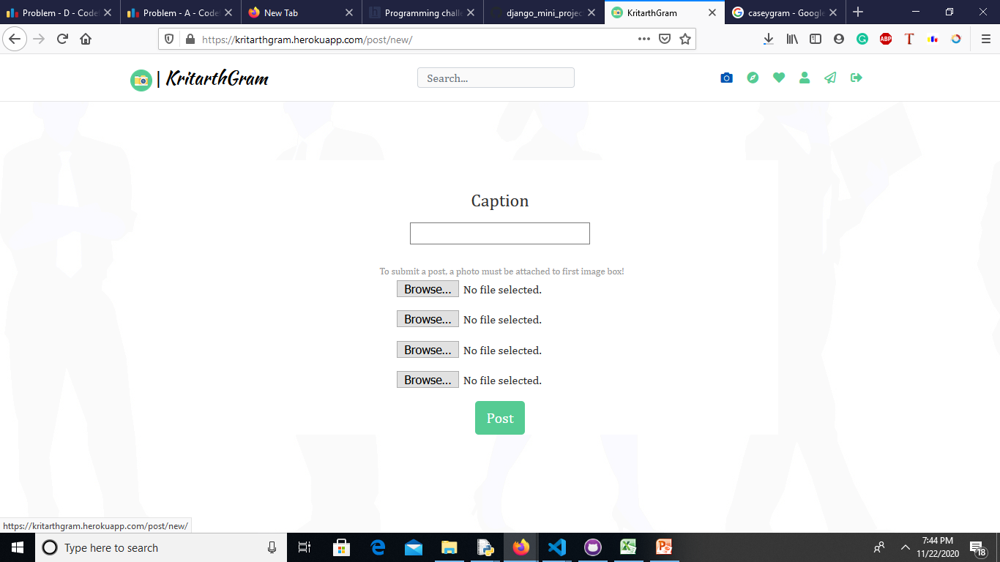 Problem - D - Code
Problem - A - Code
New Tab
Programming chall
django_mini_projec
KritarthGram
caseygram - Google
https://kritarthgram.herokuapp.com/post/new/
ABP
T
| KritarthGram
Search...
Caption
To submit a post, a photo must be attached to first image box!
Browse... No file selected.
Browse... No file selected.
Browse... No file selected.
Browse... No file selected.
Post
https://kritarthgram.herokuapp.com/post/new/
Type here to search
7:44 PM
11/22/2020
18